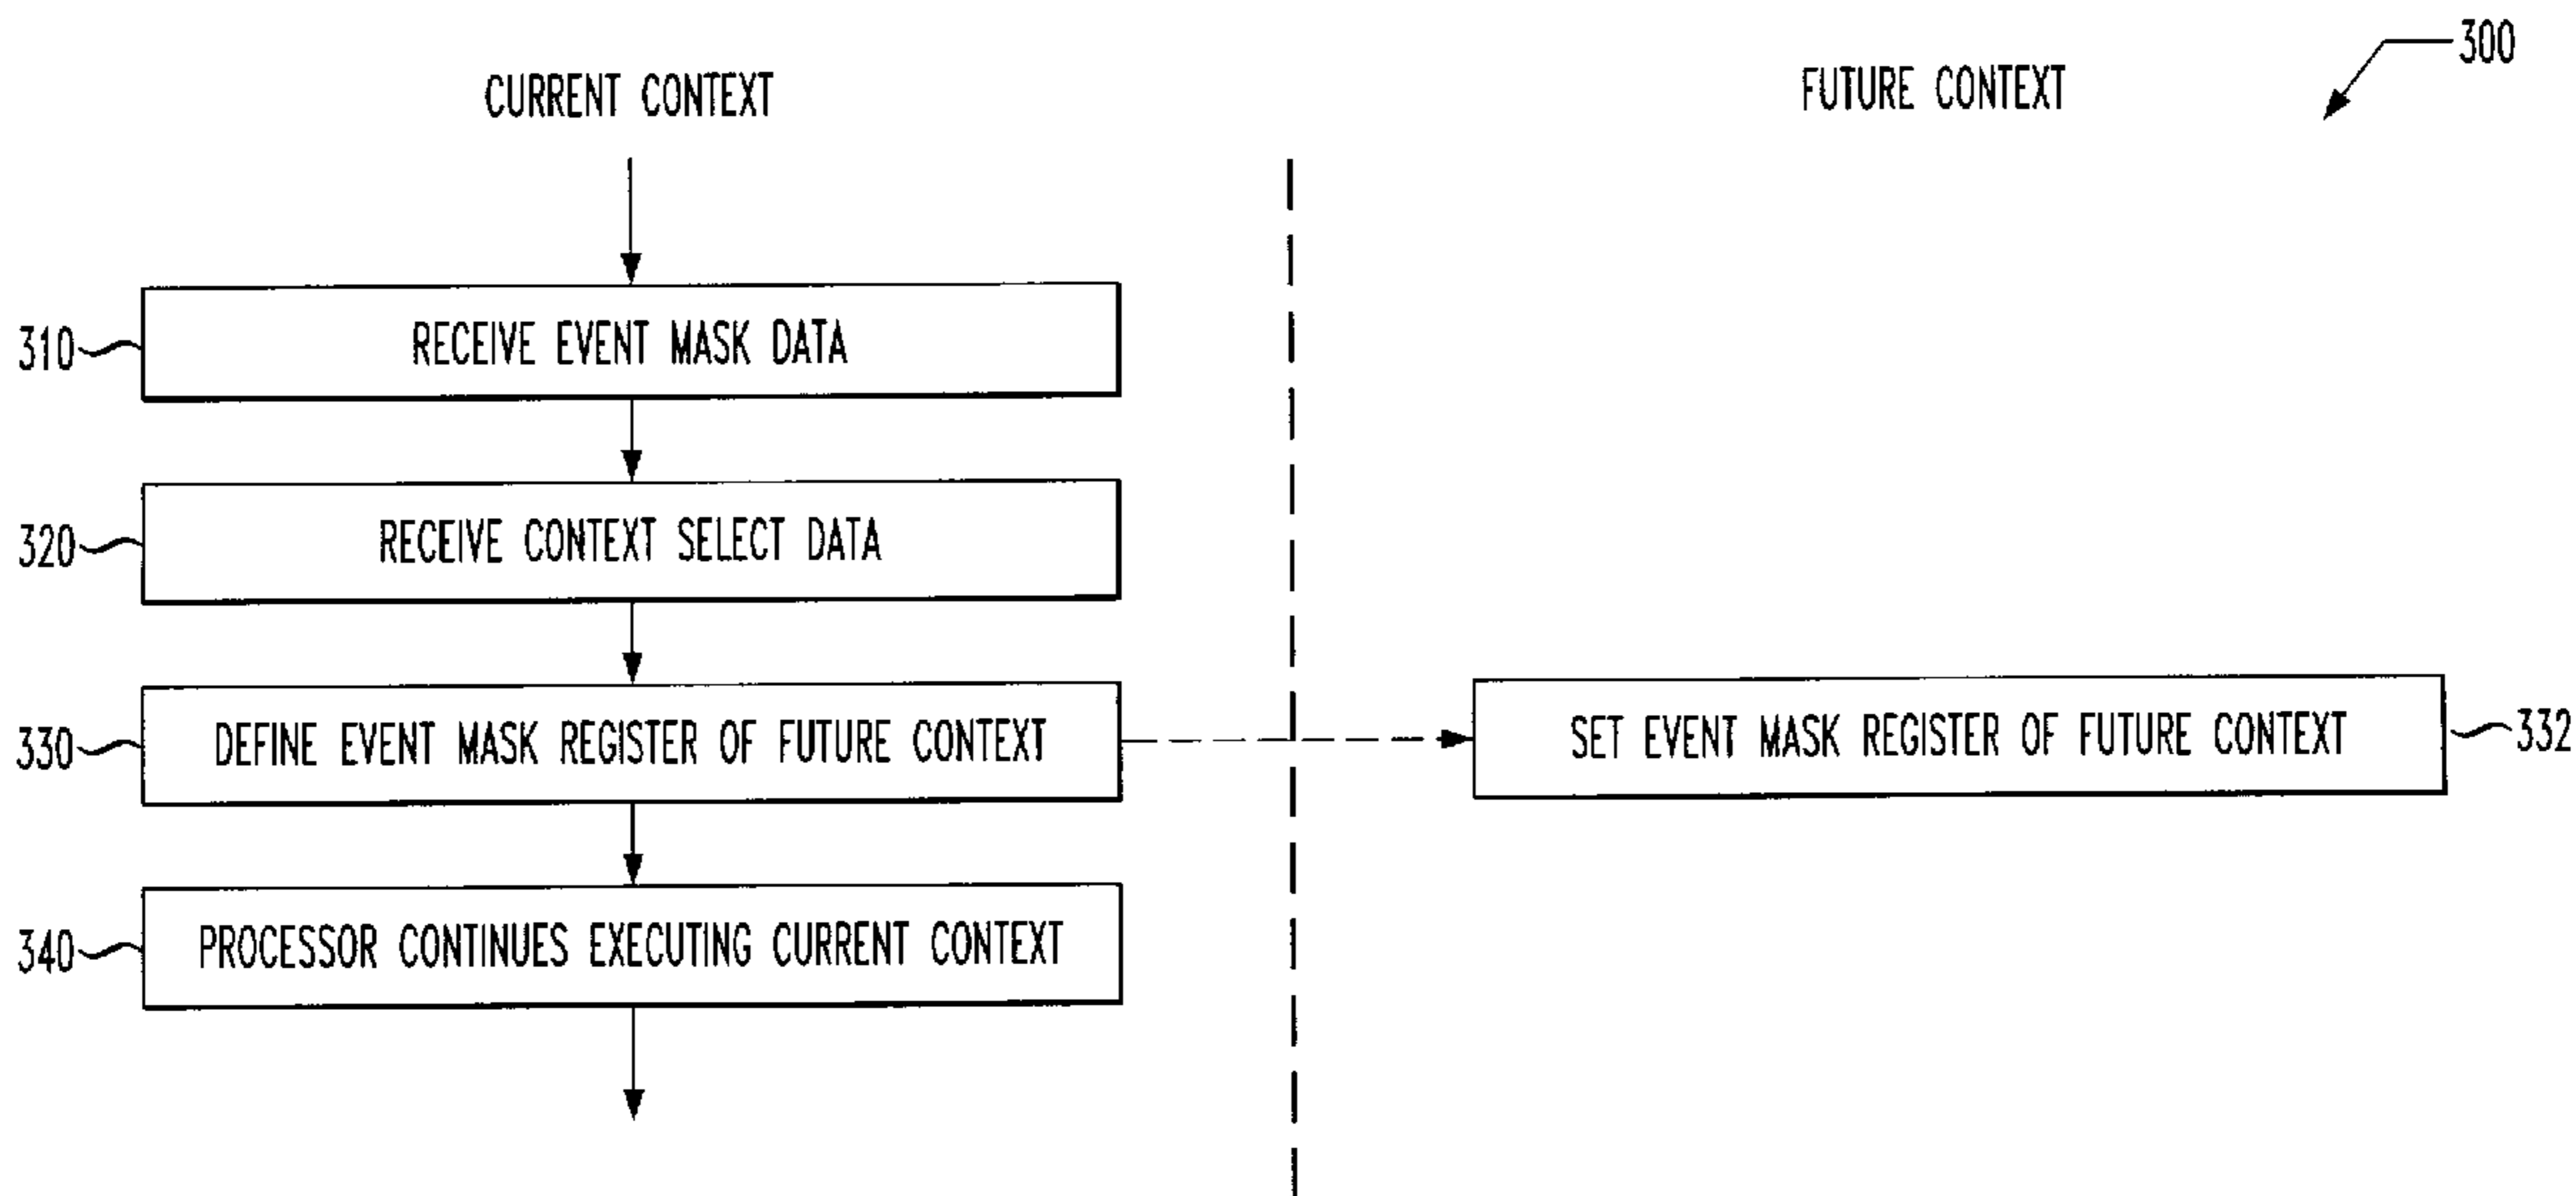 300
CURRENT CONTEXT
FUTURE CONTEXT
310
RECEIVE EVENT MASK DATA
320
RECEIVE CONTEXT SELECT DATA
330
DEFINE EVENT MASK REGISTER OF FUTURE CONTEXT
SET EVENT MASK REGISTER OF FUTURE CONTEXT
332
340
PROCESSOR CONTINUES EXECUTING CURRENT CONTEXT